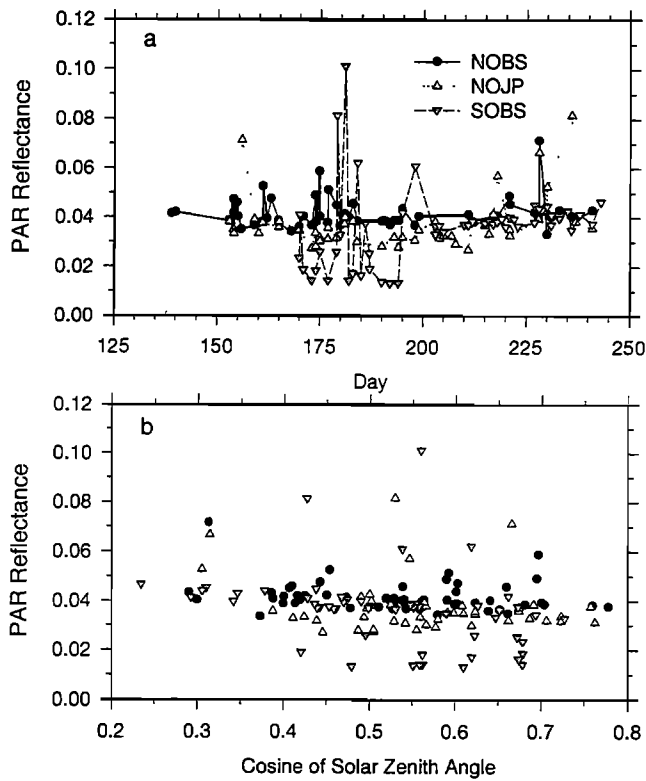 0.12
a
0.10
NOBS
NOJP
0.08
SOBS
0.06
PAR Reflectance
0.04
0.02
0.00
125 150 175 200 225 250
Day
0.12
b
0.10
0.08
0.06
PAR Reflectance
0.04
0.02
0.00
0.2 0.3 0.4 0.5 0.6 0.7 0.8
Cosine of Solar Zenith Angle